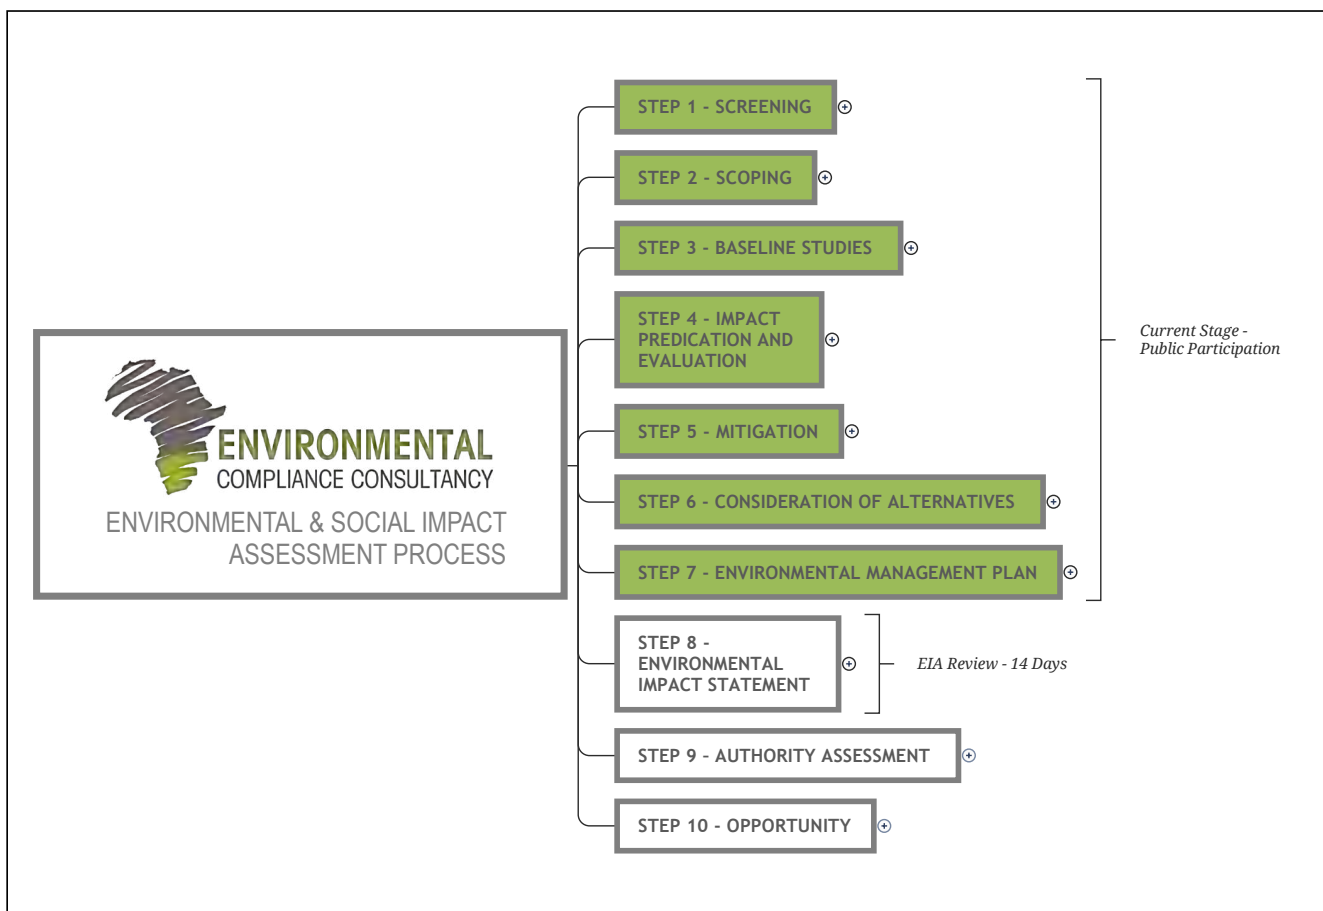 STEP 1 - SCREENING
STEP 2 - SCOPING
STEP 3 - BASELINE STUDIES
STEP 4 - IMPACT
PREDICATION AND
EVALUATION
Current Stage -
Public Participation
ENVIRONMENTAL
COMPLIANCE CONSULTANCY
ENVIRONMENTAL & SOCIAL IMPACT
ASSESSMENT PROCESS
STEP 5 - MITIGATION
STEP 6 - CONSIDERATION OF ALTERNATIVES
STEP 7 - ENVIRONMENTAL MANAGEMENT PLAN
STEP 8 -
ENVIRONMENTAL
IMPACT STATEMENT
EIA Review - 14 Days
STEP 9 - AUTHORITY ASSESSMENT
STEP 10 - OPPORTUNITY